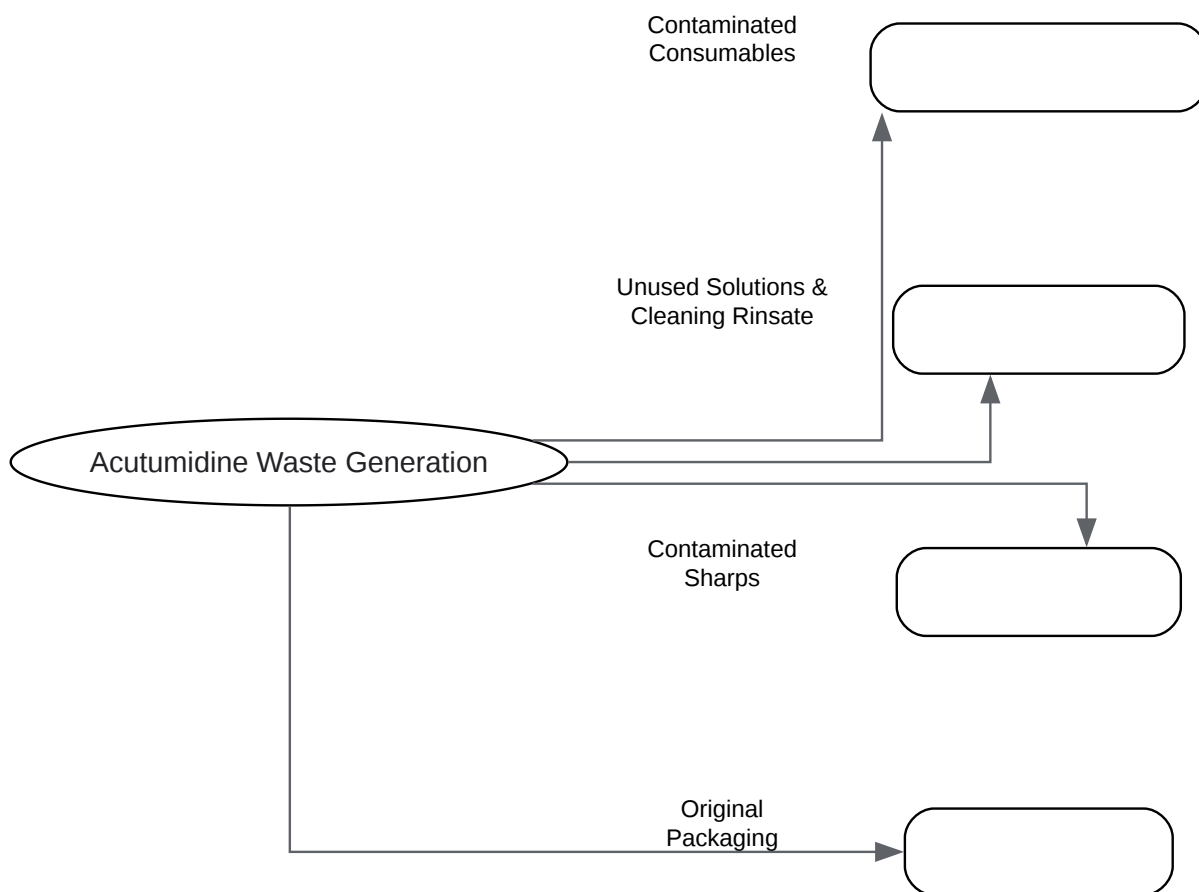 Contaminated
Consumables
Unused Solutions &
Cleaning Rinsate
Acutumidine Waste Generation
Contaminated
Sharps
Original
Packaging